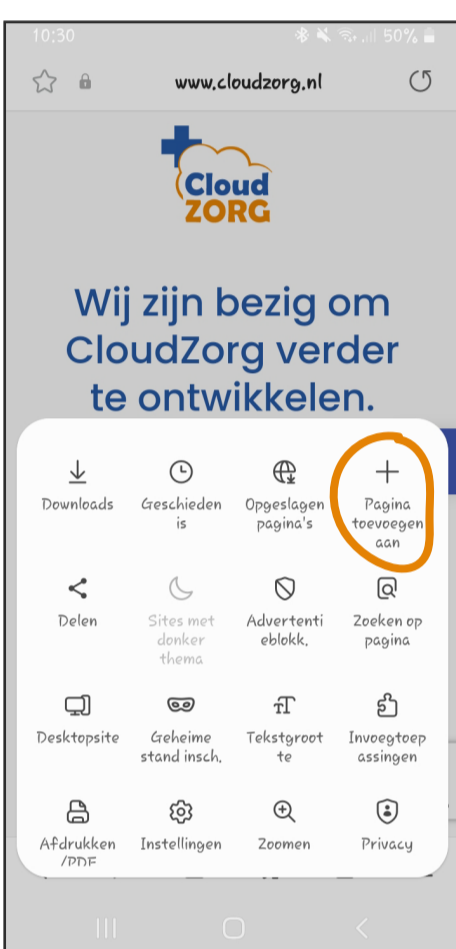 10:30 50%
www.cloudzorg.nl
Cloud
ZORG
Wij zijn bezig om
CloudZorg verder
te ontwikkelen.
Downloads
Geschieden
is
Opgeslagen
pagina's
Pagina
toevoegen
aan
Delen
Sites met
donker
thema
Advertenti
eblokk.
Zoeken op
pagina
Desktopsite
Geheime
stand insch.
Tekstgroot
te
Invoegtoep
assingen
Afdrukken
/PDF
Instellingen
Zoomen
Privacy